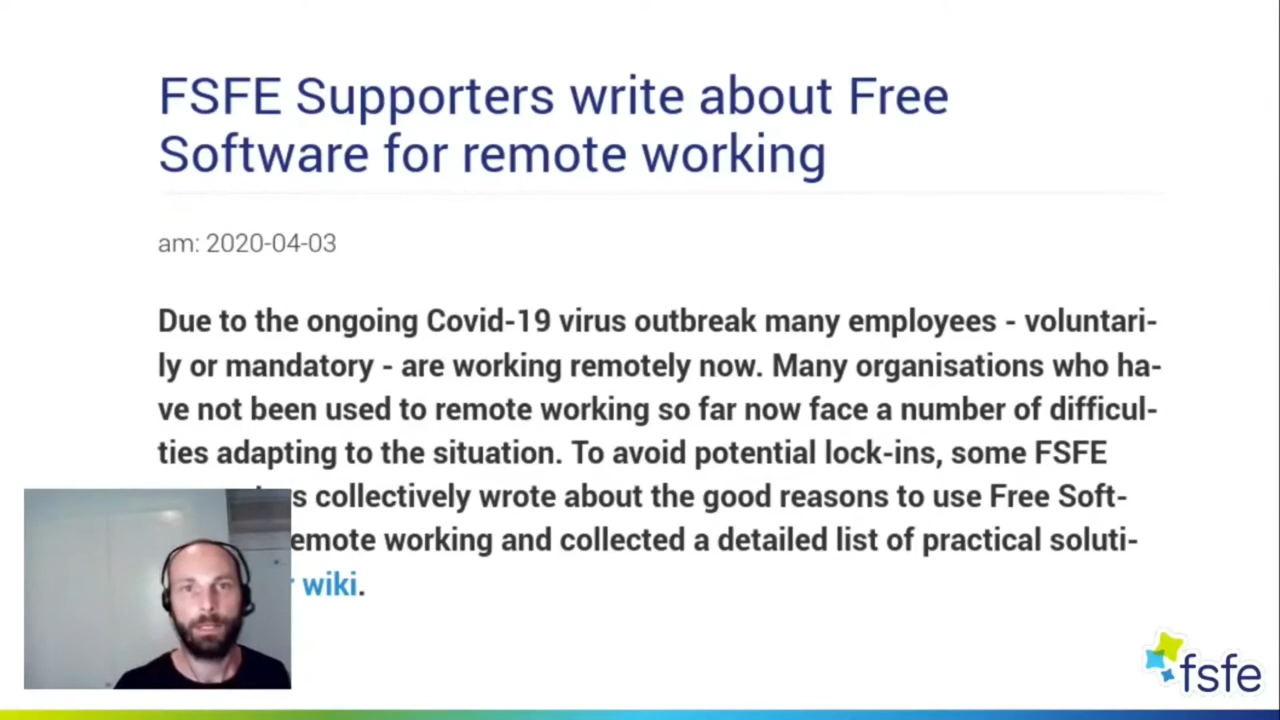 FSFE Supporters write about Free
Software for remote working
am: 2020-04-03
Due to the ongoing Covid-19 virus outbreak many employees - voluntari-
ly or mandatory - are working remotely now. Many organisations who ha-
ve not been used to remote working so far now face a number of difficul-
ties adapting to the situation. To avoid potential lock-ins, some FSFE
collectively wrote about the good reasons to use Free Soft-
emote working and collected a detailed list of practical soluti-
wiki.
fsfe